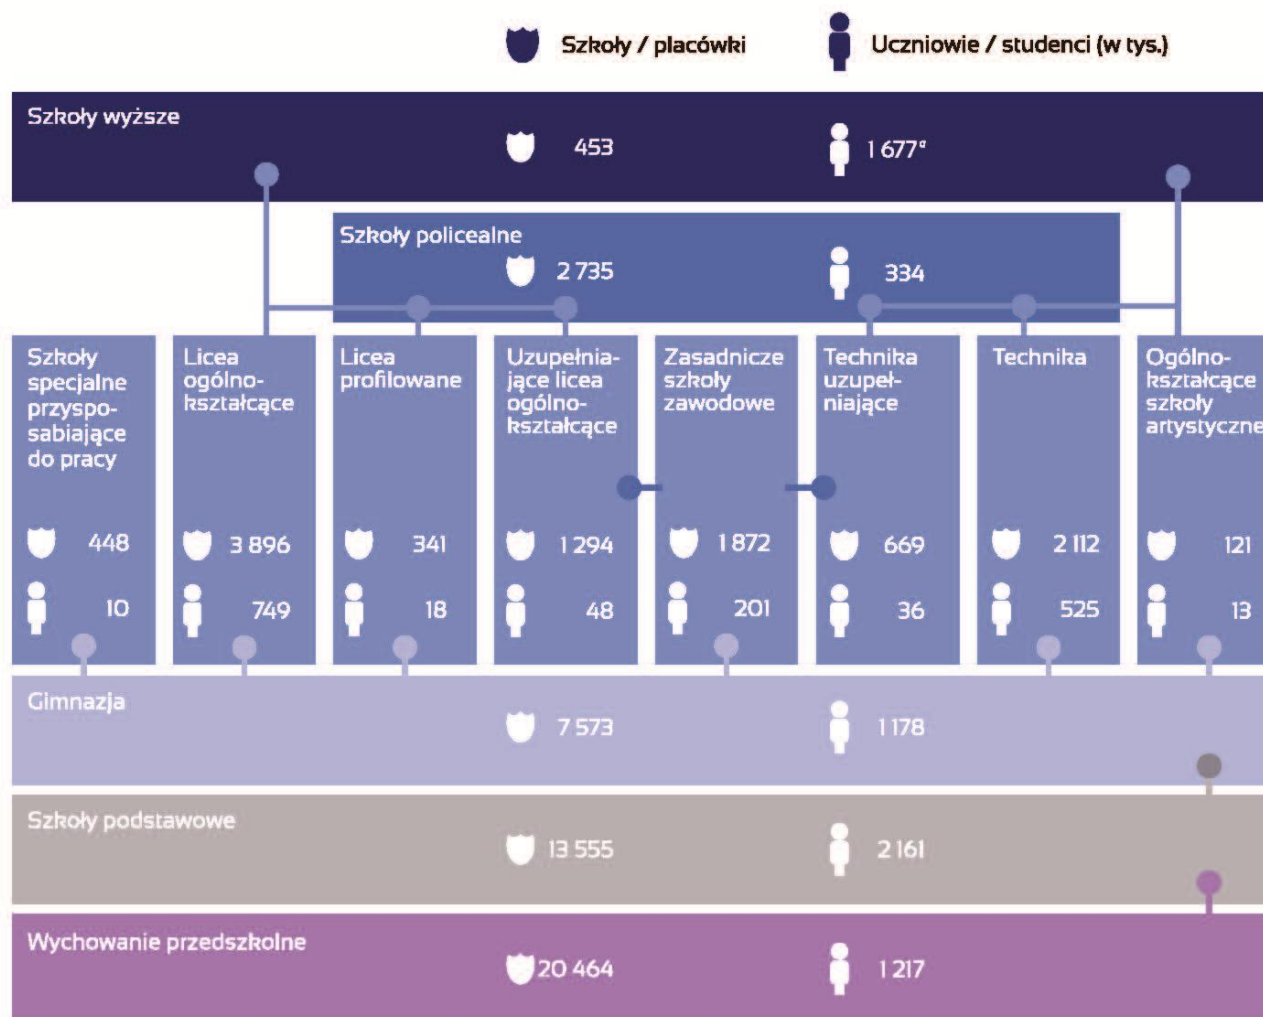 Szkoły / placówki
Uczniowie / studenci (w tys.)
Szkoły wyższe
453
1 677ª
Szkoły policealne
2 735
334
Szkoły
specjalne
przyspo-
sabiające
do pracy
448
10
Licea
ogólno-
kształcące
3 896
749
Licea
profilowane
341
18
Uzupełnia-
jące licea
ogólno-
kształcące
1 294
48
Zasadnicze
szkoły
zawodowe
1 872
201
Technika
uzupeł-
niające
669
36
Technika
2 112
525
Ogólno-
kształcące
szkoły
artystyczne
121
13
Gimnazja
7 573
1 178
Szkoły podstawowe
13 555
2 161
Wychowanie przedszkolne
20 464
1 217